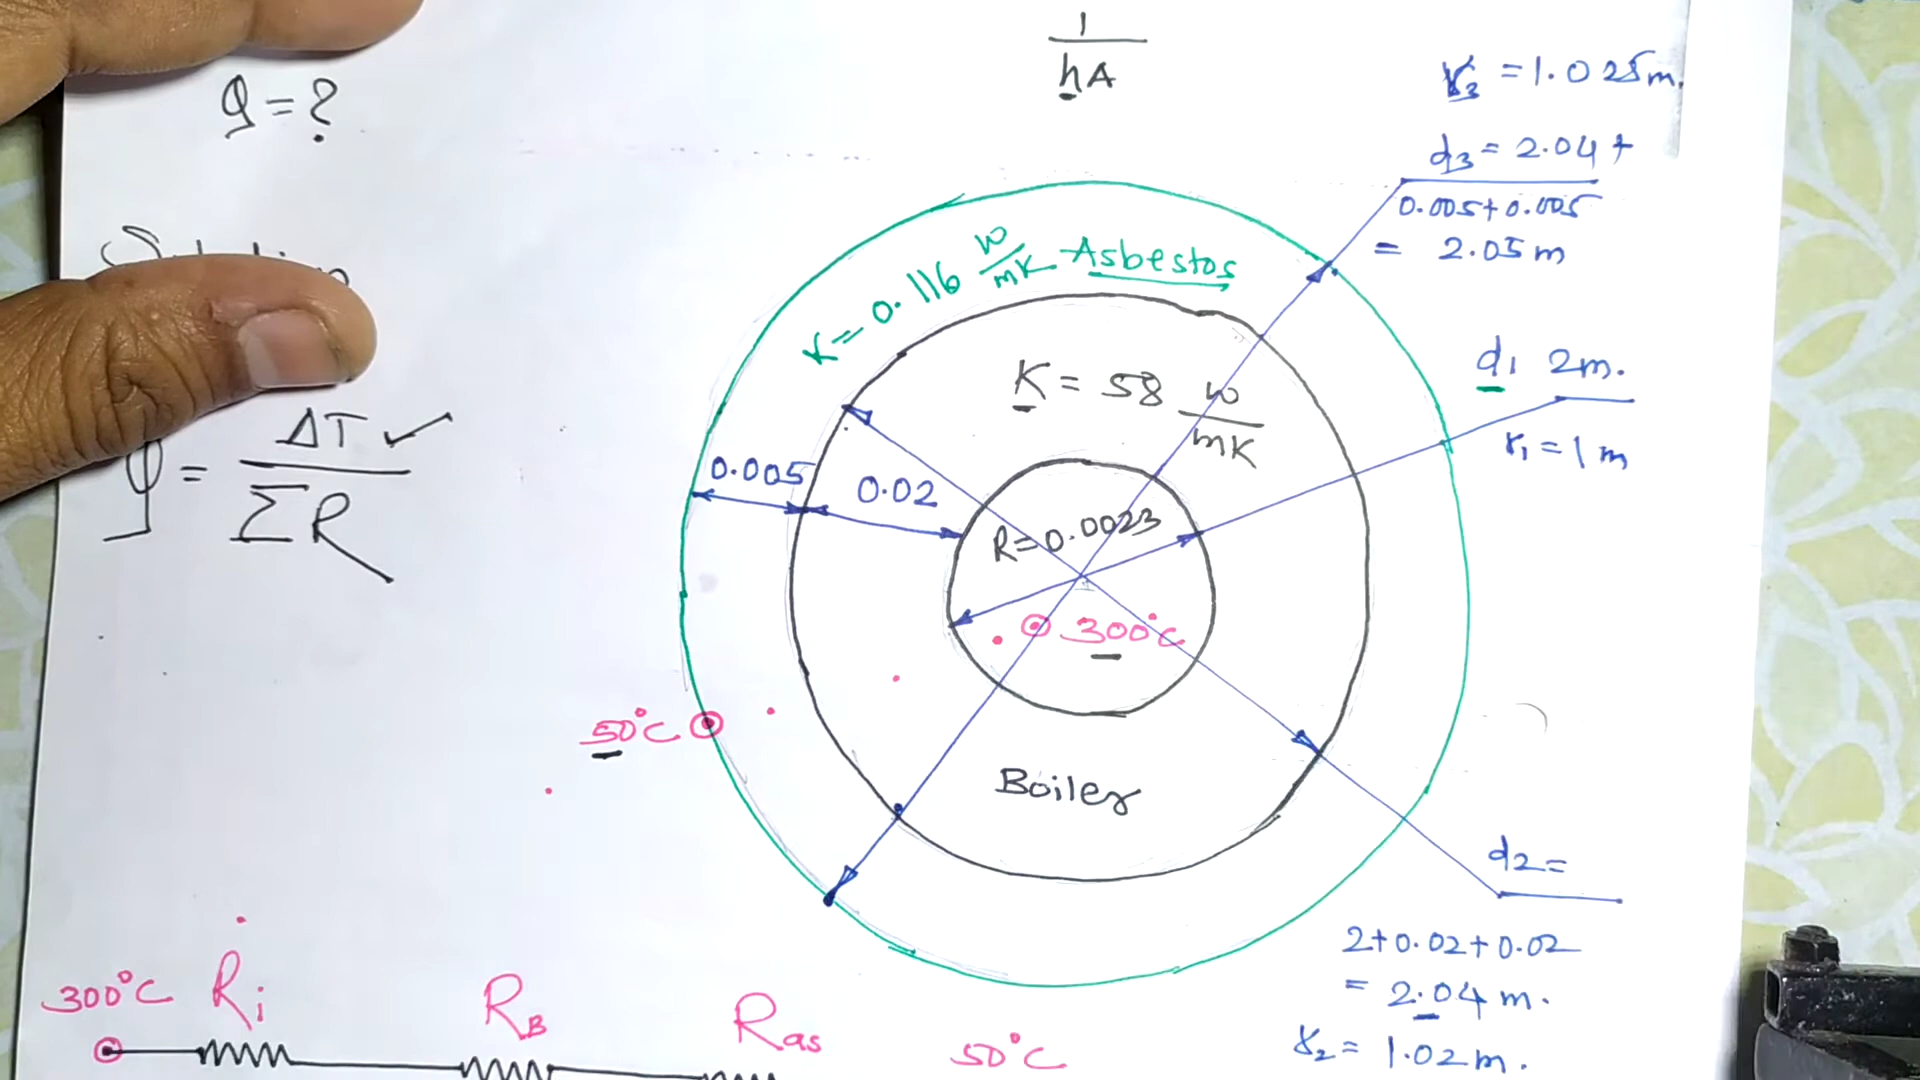 Q = ?
1
hA
r3 = 1.025m.
d3 = 2.04 +
0.005+0.005
= 2.05 m
K = 0.116 w/mK Asbestos
d1 2m.
r1 = 1 m
K = 58 w/mK
q = ΔT ✓
ΣR
0.005
0.02
R=0.0023
300°C
50°C
Boiler
d2 =
2+0.02+0.02
= 2.04 m.
r2 = 1.02 m.
300°C Ri
RB
Ras
50°C